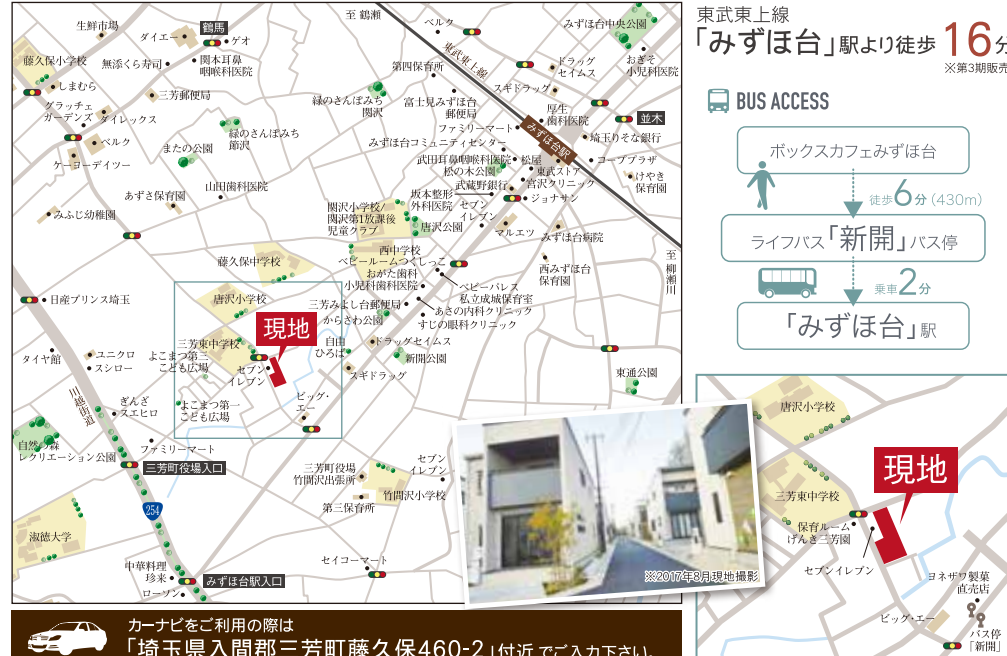 至 鶴瀬
生鮮市場
ダイエー
鶴馬
ゲオ
ベルク
みずほ台中央公園
藤久保小学校
無添くら寿司
関本耳鼻
咽喉科医院
東武東上線
第四保育所
ドラッグ
セイムス
おぎそ
小児科医院
しまむら
三芳郵便局
スギドラッグ
グラッチェ
ガーデンズ
ダイレックス
緑のさんぽみち
関沢
富士見みずほ台
郵便局
厚生
歯科医院
並木
ベルク
緑のさんぽみち
節沢
ファミリーマート
みずほ台コミュニティセンター
みずほ台駅
埼玉りそな銀行
ケーヨーデイツー
またの公園
武田耳鼻咽喉科医院
松屋
コーププラザ
松の木公園
東武ストア
山田歯科医院
武蔵野銀行
宮沢クリニック
けやき
保育園
あずさ保育園
坂本整形
外科医院
セブン
イレブン
ジョナサン
みふじ幼稚園
関沢小学校/
関沢第1放課後
児童クラブ
唐沢公園
マルエツ
みずほ台病院
藤久保中学校
西中学校
ベビールームつくしっこ
おがた歯科
小児科歯科医院
西みずほ台
保育園
至 柳瀬川
日産プリンス埼玉
唐沢小学校
ベビーパレス
私立成城保育室
三芳みよし台郵便局
あさの内科クリニック
からさわ公園
すじの眼科クリニック
現地
三芳東中学校
自由
ひろば
ドラッグセイムス
タイヤ館
ユニクロ
スシロー
よこまつ第三
こども広場
セブン
イレブン
新開公園
スギドラッグ
東通公園
川越街道
ぎんざ
スエヒロ
よこまつ第一
こども広場
ビッグ・
エー
自然の森
レクリエーション公園
ファミリーマート
三芳町役場入口
三芳町役場
竹間沢出張所
セブン
イレブン
竹間沢小学校
第三保育所
254
淑徳大学
中華料理
珍来
セイコーマート
みずほ台駅入口
ローソン
※2017年8月現地撮影
カーナビをご利用の際は
「埼玉県入間郡三芳町藤久保460-2」付近 でご入力下さい。
東武東上線
「みずほ台」駅より徒歩 16分
※第3期販売
BUS ACCESS
ボックスカフェみずほ台
徒歩6分(430m)
ライフバス「新開」バス停
乗車2分
「みずほ台」駅
唐沢小学校
現地
三芳東中学校
保育ルーム
げんき三芳園
セブンイレブン
ヨネザワ製菓
直売店
ビッグ・エー
バス停
「新開」